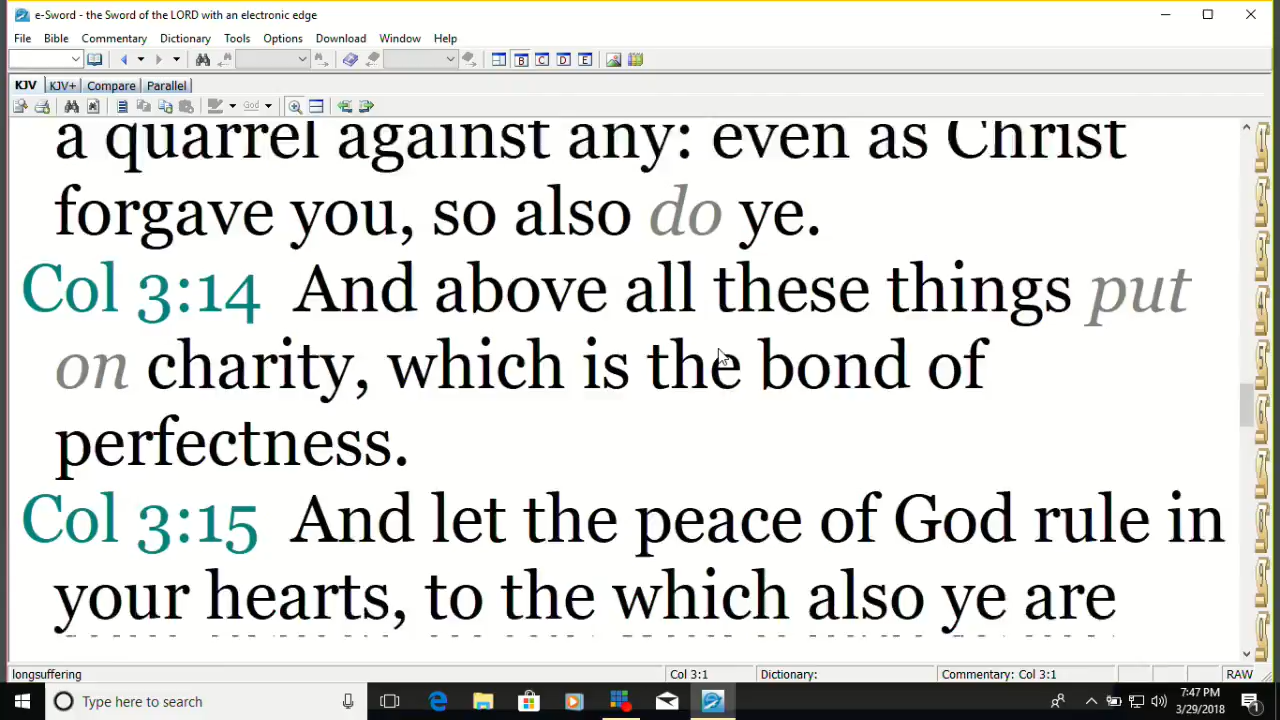 e-Sword - the Sword of the LORD with an electronic edge
File Bible Commentary Dictionary Tools Options Download Window Help
B C D E
KJV KJV+ Compare Parallel
God
a quarrel against any: even as Christ
forgave you, so also do ye.
Col 3:14 And above all these things put
on charity, which is the bond of
perfectness.
Col 3:15 And let the peace of God rule in
your hearts, to the which also ye are
longsuffering Col 3:1 Dictionary: Commentary: Col 3:1 RAW
Type here to search
7:47 PM
3/29/2018